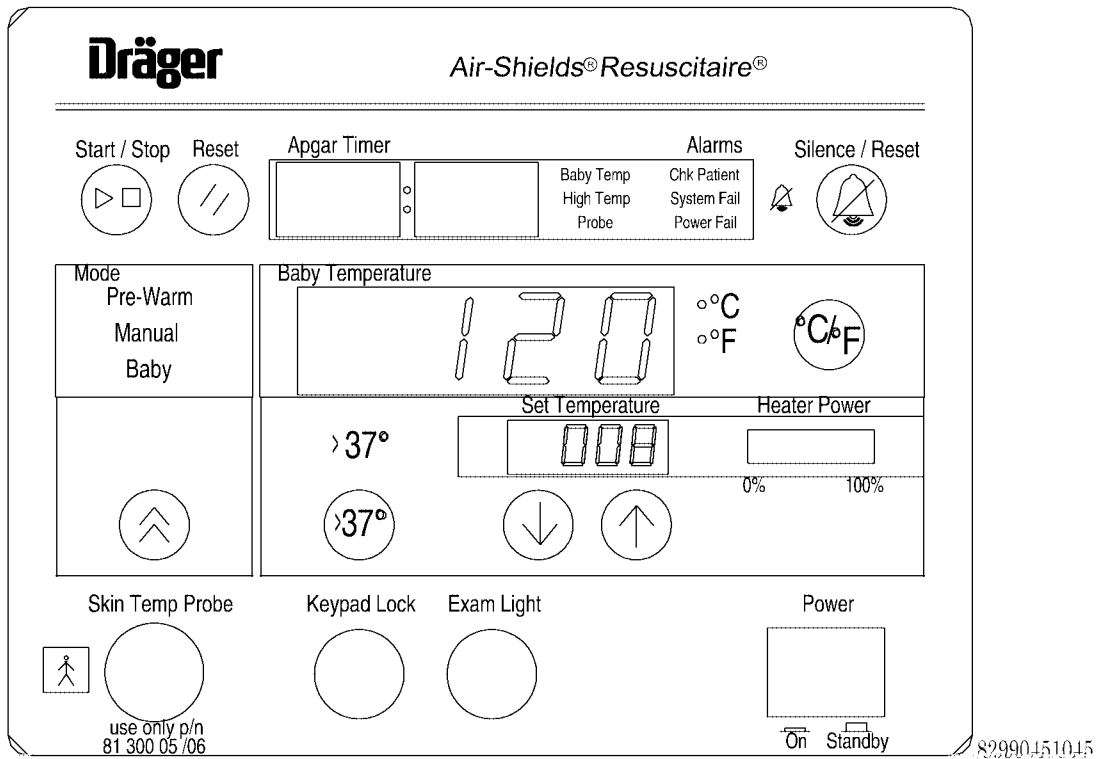 Dräger
Air-Shields® Resuscitaire®
Start / Stop Reset Apgar Timer Alarms Silence / Reset
Baby Temp Chk Patient
High Temp System Fail
Probe Power Fail
Mode
Pre-Warm
Manual
Baby
Baby Temperature
120
°C
°F
°C/°F
Set Temperature Heater Power
008
0% 100%
>37°
>37°
Skin Temp Probe Keypad Lock Exam Light Power
use only p/n
81 300 05 /06
On Standby
82990451045